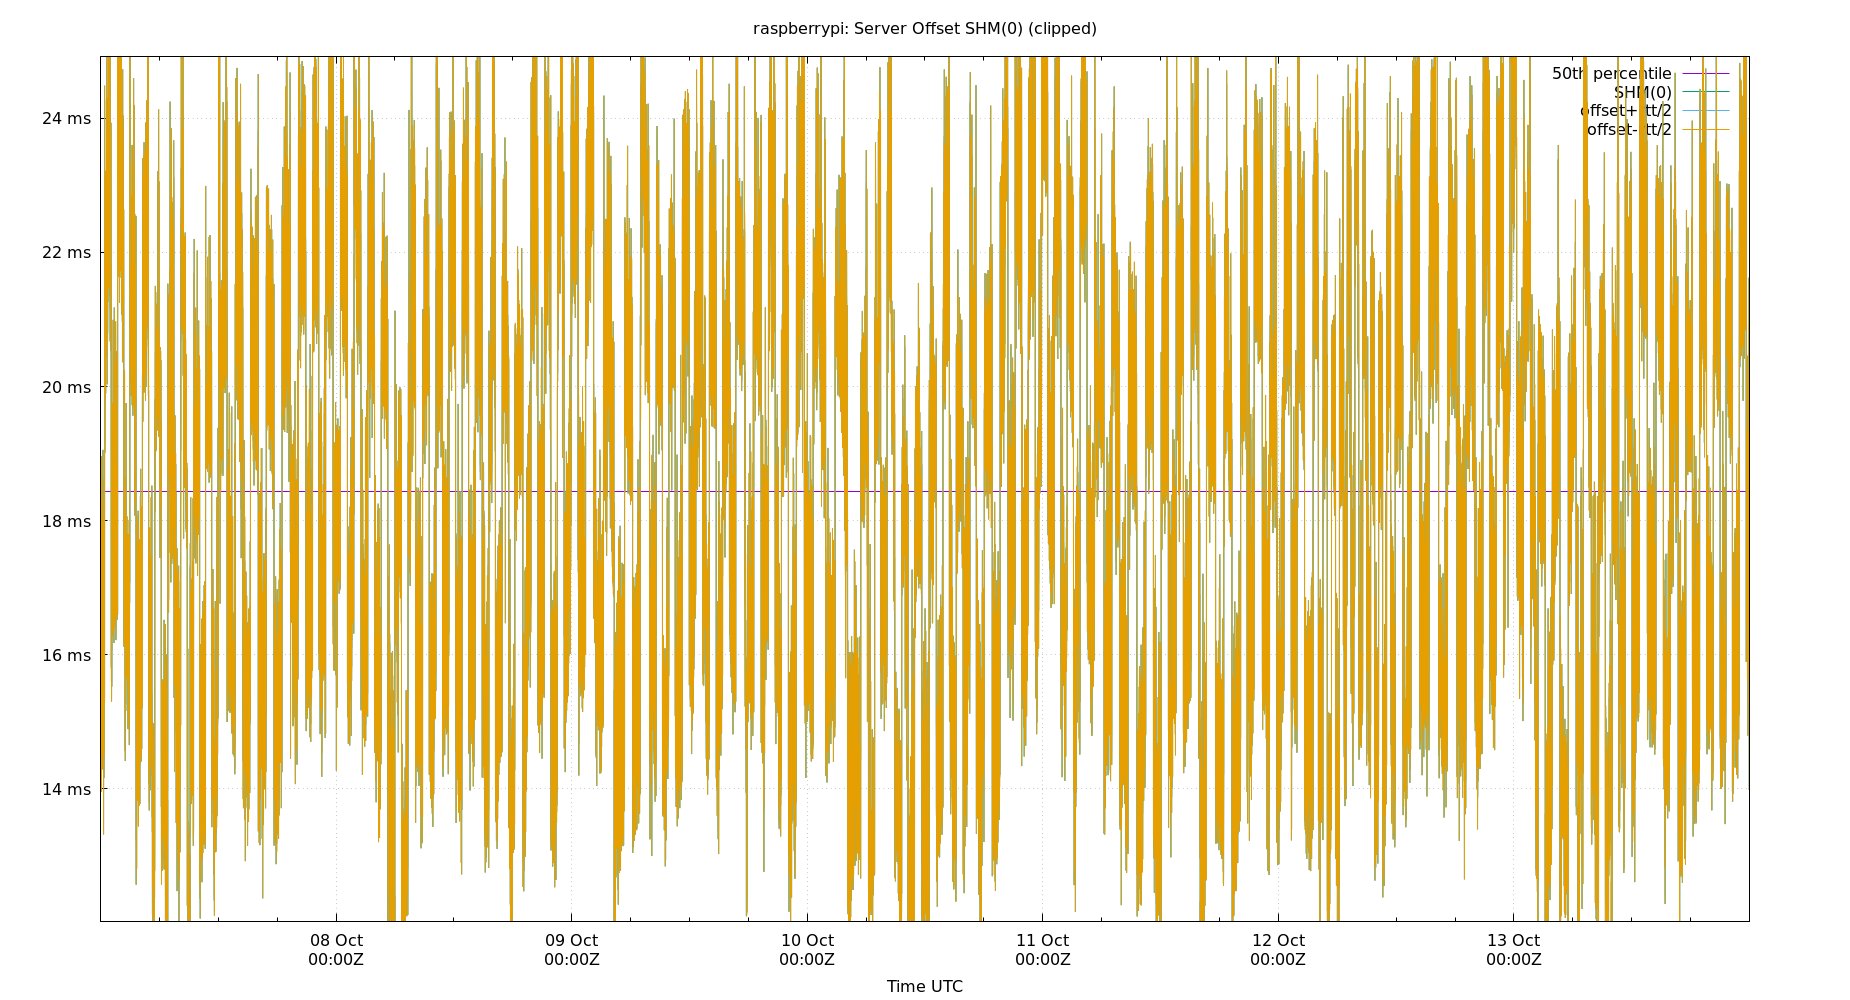 raspberrypi: Server Offset SHM(0) (clipped)
50th percentile
SHM(0)
offset+rtt/2
offset-rtt/2
24 ms
22 ms
20 ms
18 ms
16 ms
14 ms
08 Oct 09 Oct 10 Oct 11 Oct 12 Oct 13 Oct
00:00Z 00:00Z 00:00Z 00:00Z 00:00Z 00:00Z
Time UTC